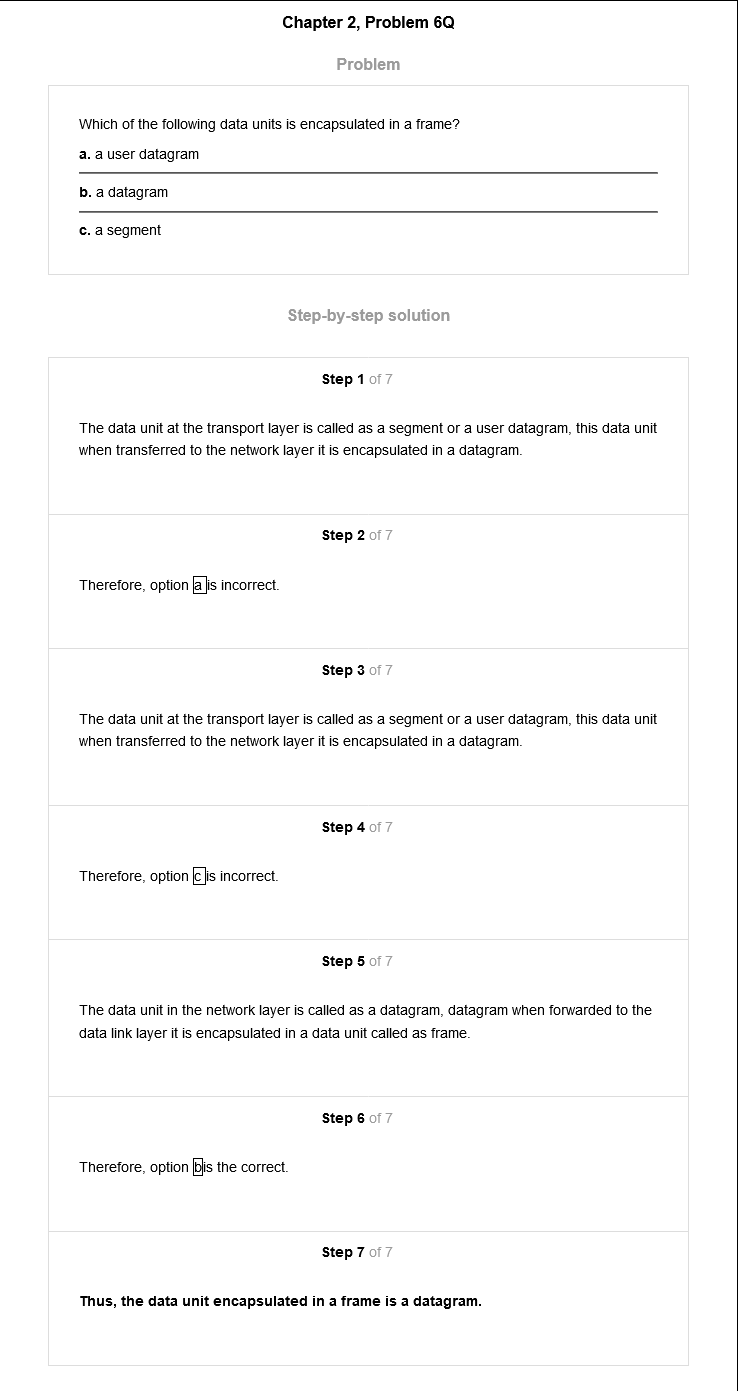 Chapter 2, Problem 6Q
Problem
Which of the following data units is encapsulated in a frame?
a. a user datagram
b. a datagram
c. a segment
Step-by-step solution
Step 1 of 7
The data unit at the transport layer is called as a segment or a user datagram, this data unit
when transferred to the network layer it is encapsulated in a datagram.
Step 2 of 7
Therefore, option a is incorrect.
Step 3 of 7
The data unit at the transport layer is called as a segment or a user datagram, this data unit
when transferred to the network layer it is encapsulated in a datagram.
Step 4 of 7
Therefore, option c is incorrect.
Step 5 of 7
The data unit in the network layer is called as a datagram, datagram when forwarded to the
data link layer it is encapsulated in a data unit called as frame.
Step 6 of 7
Therefore, option b is the correct.
Step 7 of 7
Thus, the data unit encapsulated in a frame is a datagram.